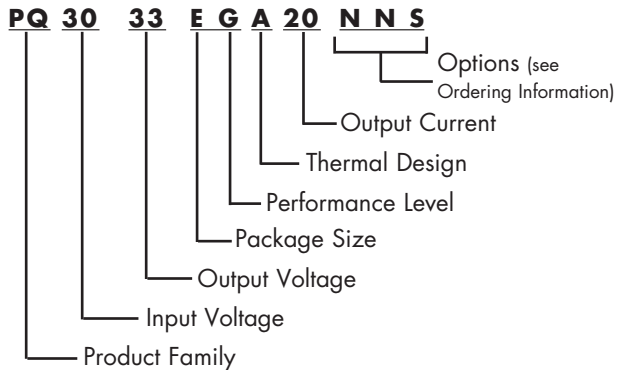 PQ 30 33 E G A 20 N N S
Options (see
Ordering Information)
Output Current
Thermal Design
Performance Level
Package Size
Output Voltage
Input Voltage
Product Family